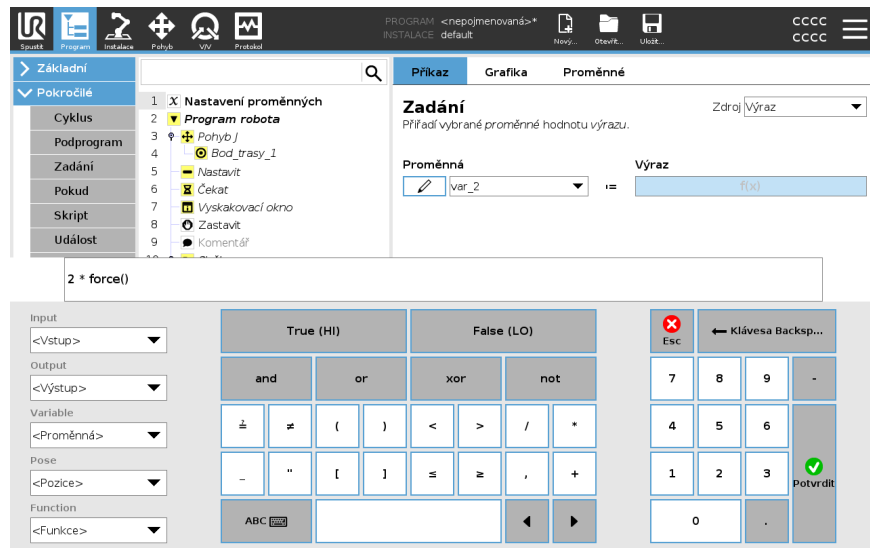 PROGRAM <nepojmenovaná>*
INSTALACE default
CCCC
CCCC
Spustit Program Instalace Pohyb V/V Protokol Nový... Otevřít... Uložit...
Základní
Pokročilé
Cyklus
Podprogram
Zadání
Pokud
Skript
Událost
1 X Nastavení proměnných
2 Program robota
3 Pohyb J
4 Bod_trasy_1
5 Nastavit
6 Čekat
7 Vyskakovací okno
8 Zastavit
9 Komentář
Příkaz Grafika Proměnné
Zadání
Zdroj Výraz
Přiřadí vybrané proměnné hodnotu výrazu.
Proměnná Výraz
var_2 := f(x)
2 * force()
Input
<Vstup>
Output
<Výstup>
Variable
<Proměnná>
Pose
<Pozice>
Function
<Funkce>
True (HI) False (LO)
and or xor not
≟ ≠ ( ) < > / *
_ " [ ] ≤ ≥ , +
ABC
Esc Klávesa Backsp...
7 8 9 -
4 5 6
1 2 3 Potvrdit
0 .